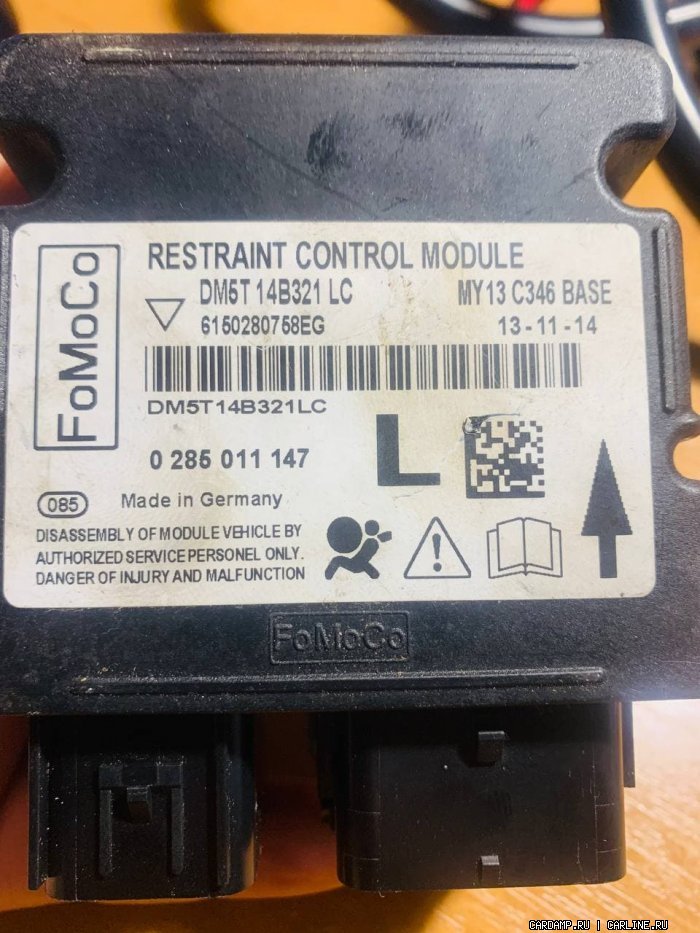 FoMoCo
RESTRAINT CONTROL MODULE
DM5T 14B321 LC
MY13 C346 BASE
6150280758EG
13-11-14
DM5T14B321LC
0 285 011 147
L
085
Made in Germany
DISASSEMBLY OF MODULE VEHICLE BY
AUTHORIZED SERVICE PERSONEL ONLY.
DANGER OF INJURY AND MALFUNCTION
FoMoCo
CARDAMP.RU | CARLINE.RU